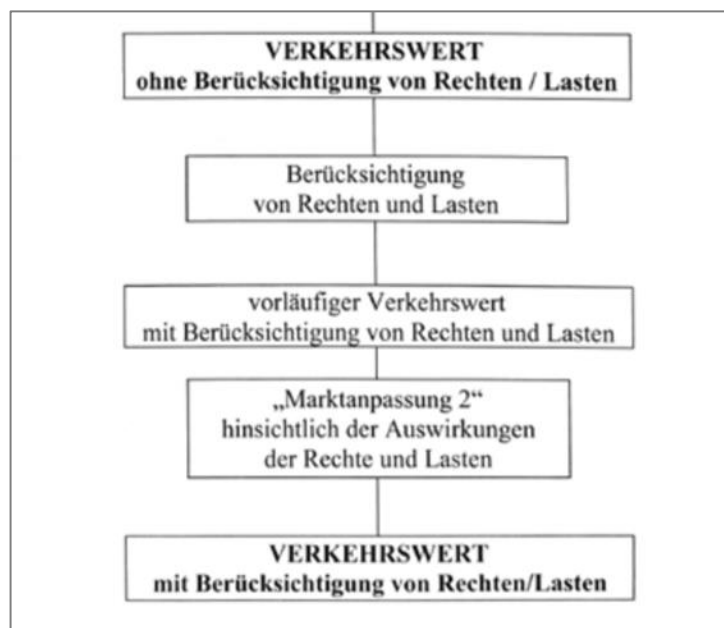 VERKEHRSWERT
ohne Berücksichtigung von Rechten / Lasten
Berücksichtigung
von Rechten und Lasten
vorläufiger Verkehrswert
mit Berücksichtigung von Rechten und Lasten
„Marktanpassung 2“
hinsichtlich der Auswirkungen
der Rechte und Lasten
VERKEHRSWERT
mit Berücksichtigung von Rechten/Lasten